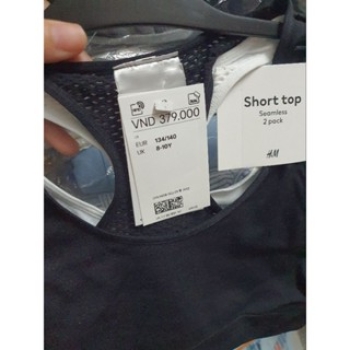 VND 379.000
EUR 134/140
UK 8-10Y
Short top
Seamless
2 pack
H&M